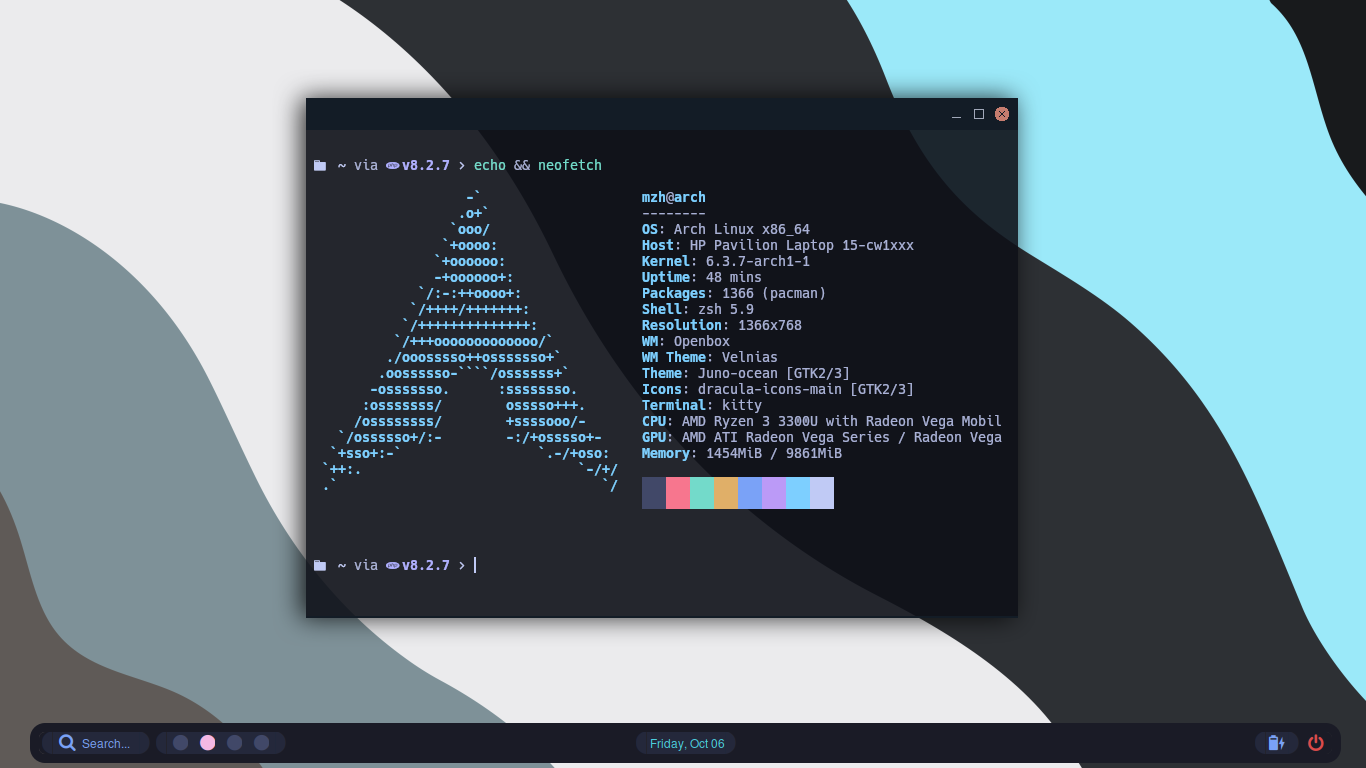 ~ via php v8.2.7 › echo && neofetch
-`
.o+`
`ooo/
`+oooo:
`+oooooo:
-+oooooo+:
`/:-:++oooo+:
`/++++/+++++++:
`/++++++++++++++:
`/+++ooooooooooooo/`
./ooosssso++osssssso+`
.oossssso-````/ossssss+`
-osssssso.      :ssssssso.
:osssssss/        osssso+++.
/ossssssss/        +ssssooo/-
`/ossssso+/:-        -:/+osssso+-
`+sso+:-`                 `.-/+oso:
`++:.                           `-/+/
.`                                 `/
mzh@arch
--------
OS: Arch Linux x86_64
Host: HP Pavilion Laptop 15-cw1xxx
Kernel: 6.3.7-arch1-1
Uptime: 48 mins
Packages: 1366 (pacman)
Shell: zsh 5.9
Resolution: 1366x768
WM: Openbox
WM Theme: Velnias
Theme: Juno-ocean [GTK2/3]
Icons: dracula-icons-main [GTK2/3]
Terminal: kitty
CPU: AMD Ryzen 3 3300U with Radeon Vega Mobil
GPU: AMD ATI Radeon Vega Series / Radeon Vega
Memory: 1454MiB / 9861MiB
~ via php v8.2.7 ›
Search...
Friday, Oct 06